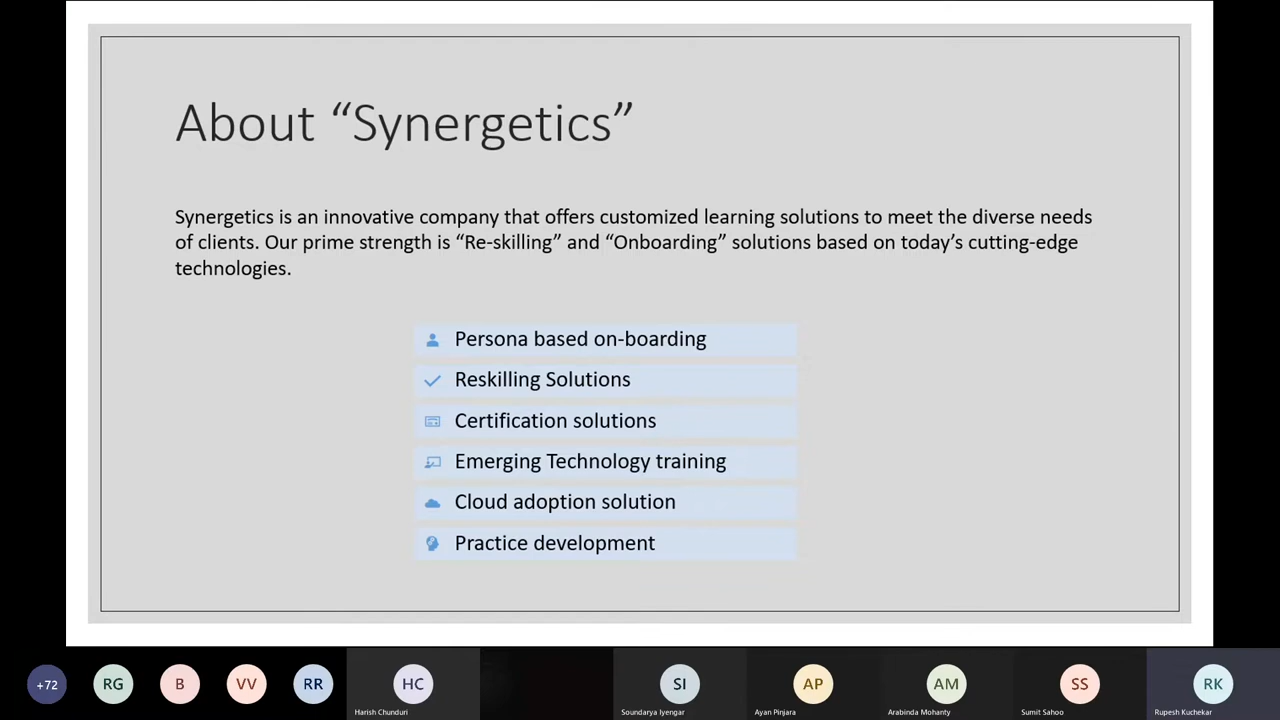 About “Synergetics”
Synergetics is an innovative company that offers customized learning solutions to meet the diverse needs
of clients. Our prime strength is “Re-skilling” and “Onboarding” solutions based on today’s cutting-edge
technologies.
Persona based on-boarding
Reskilling Solutions
Certification solutions
Emerging Technology training
Cloud adoption solution
Practice development
+72
RG
B
VV
RR
HC
SI
AP
AM
SS
RK
Harish Chunduri
Soundarya Iyengar
Ayan Pinjara
Arabinda Mohanty
Sumit Sahoo
Rupesh Kuchekar